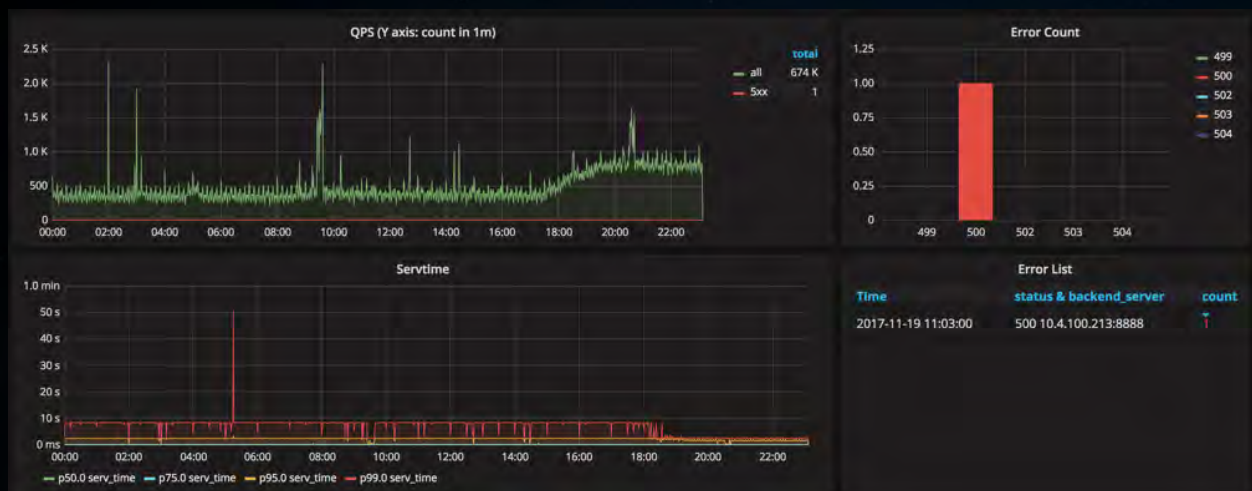 QPS (Y axis: count in 1m)
2.5 K
2.0 K
1.5 K
1.0 K
500
0
00:00 02:00 04:00 06:00 08:00 10:00 12:00 14:00 16:00 18:00 20:00 22:00
total
all 674 K
5xx 1
Error Count
1.25
1.00
0.75
0.50
0.25
0
499 500 502 503 504
499
500
502
503
504
Servtime
1.0 min
50 s
40 s
30 s
20 s
10 s
0 ms
00:00 02:00 04:00 06:00 08:00 10:00 12:00 14:00 16:00 18:00 20:00 22:00
p50.0 serv_time p75.0 serv_time p95.0 serv_time p99.0 serv_time
Error List
Time status & backend_server count
2017-11-19 11:03:00 500 10.4.100.213:8888 1